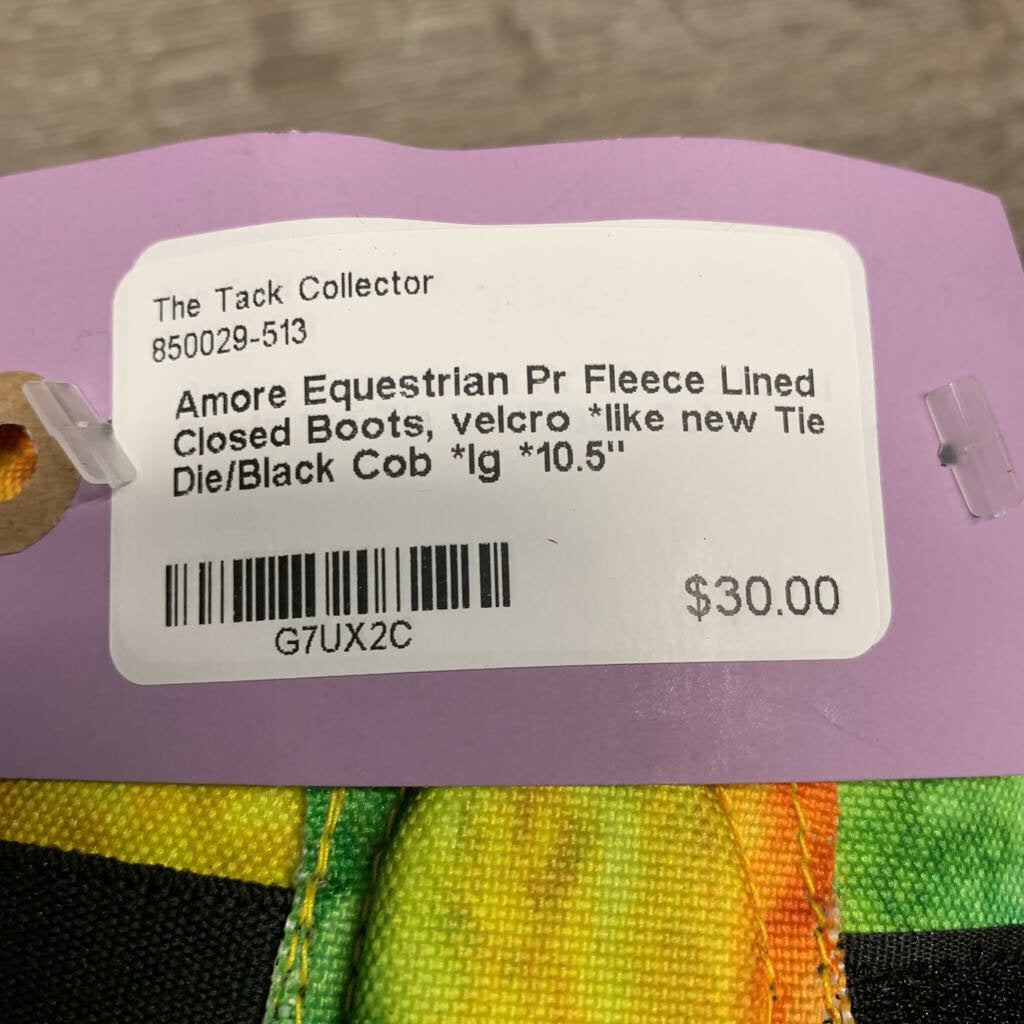 The Tack Collector
850029-513
Amore Equestrian Pr Fleece Lined
Closed Boots, velcro *like new Tie
Die/Black Cob *lg *10.5"
G7UX2C
$30.00